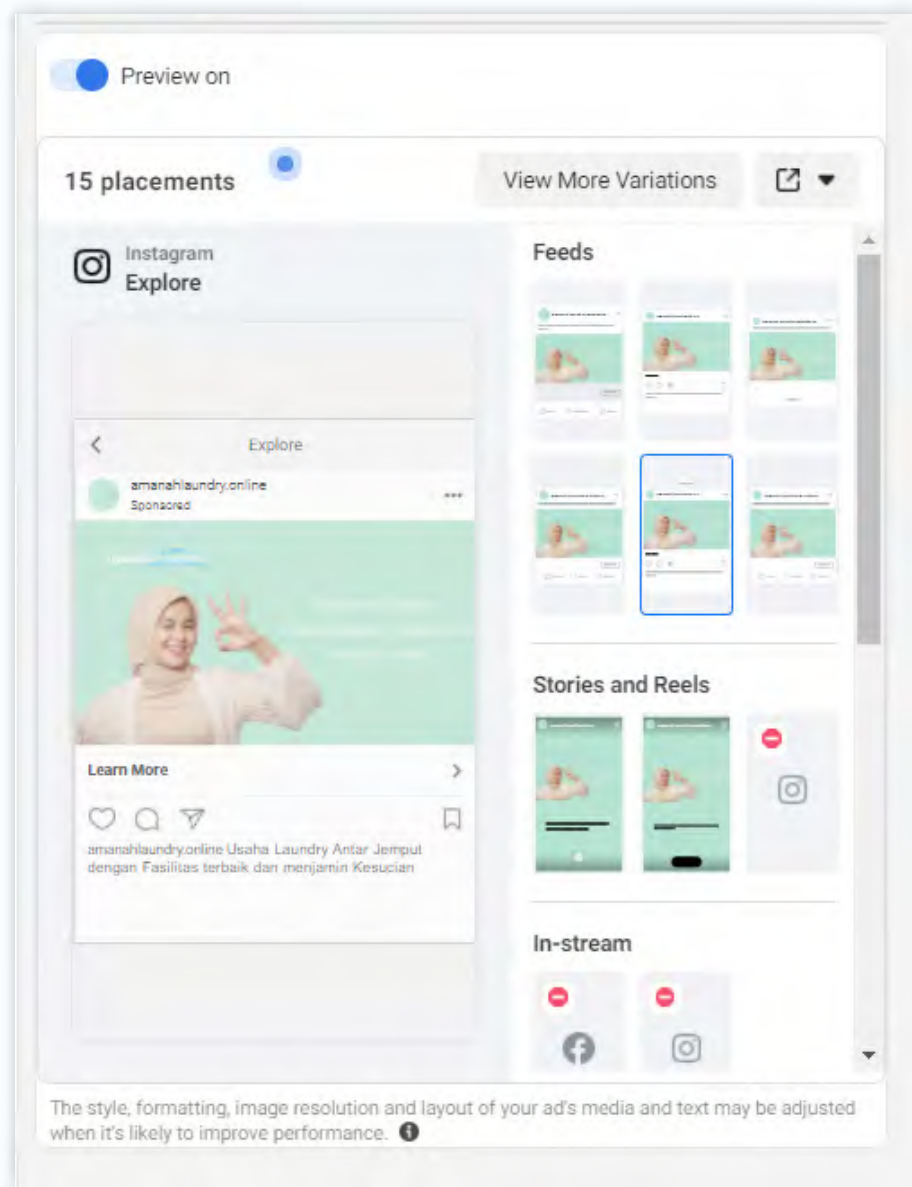 Preview on
15 placements
View More Variations
Instagram
Explore
Explore
amanahlaundry.online
Sponsored
Learn More
amanahlaundry.online Usaha Laundry Antar Jemput
dengan Fasilitas terbaik dan menjamin Kesucian
Feeds
Stories and Reels
In-stream
The style, formatting, image resolution and layout of your ad's media and text may be adjusted
when it's likely to improve performance.